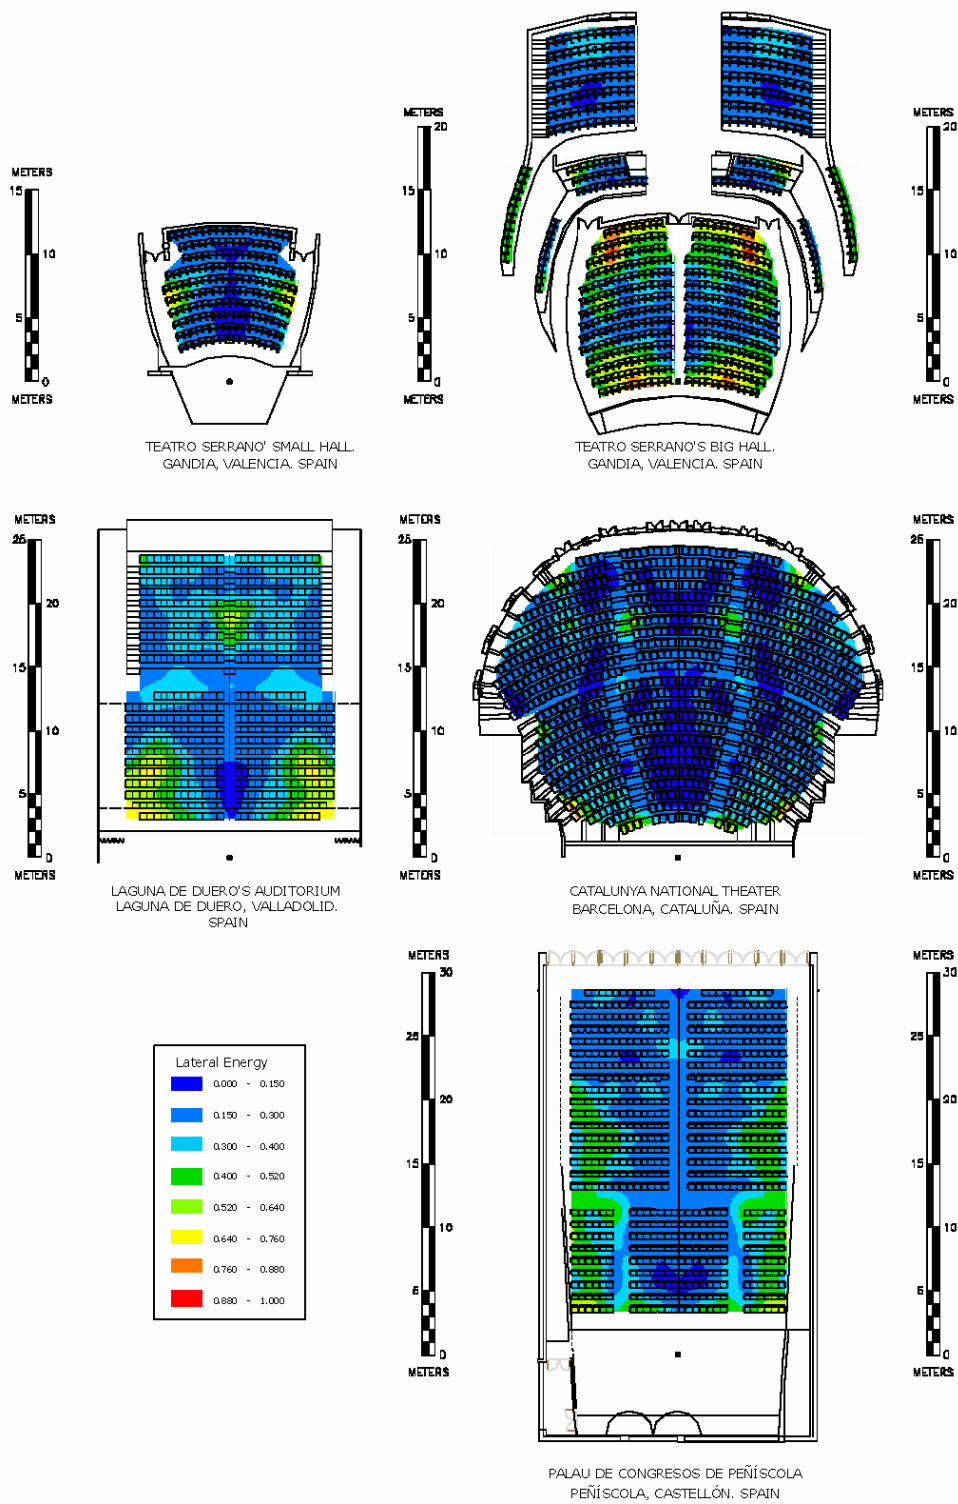 METERS
20
15
10
5
0
METERS
METERS
20
15
10
5
0
METERS
METERS
15
10
5
0
METERS
TEATRO SERRANO' SMALL HALL.
GANDIA, VALENCIA. SPAIN
TEATRO SERRANO'S BIG HALL.
GANDIA, VALENCIA. SPAIN
METERS
25
20
15
10
5
0
METERS
METERS
25
20
15
10
5
0
METERS
METERS
25
20
15
10
5
0
METERS
LAGUNA DE DUERO'S AUDITORIUM
LAGUNA DE DUERO, VALLADOLID.
SPAIN
CATALUNYA NATIONAL THEATER
BARCELONA, CATALUÑA. SPAIN
METERS
30
25
20
15
10
5
0
METERS
METERS
30
25
20
15
10
5
0
METERS
Lateral Energy
0.000 - 0.150
0.150 - 0.300
0.300 - 0.400
0.400 - 0.520
0.520 - 0.640
0.640 - 0.760
0.760 - 0.880
0.880 - 1.000
PALAU DE CONGRESOS DE PEÑÍSCOLA
PEÑÍSCOLA, CASTELLÓN. SPAIN